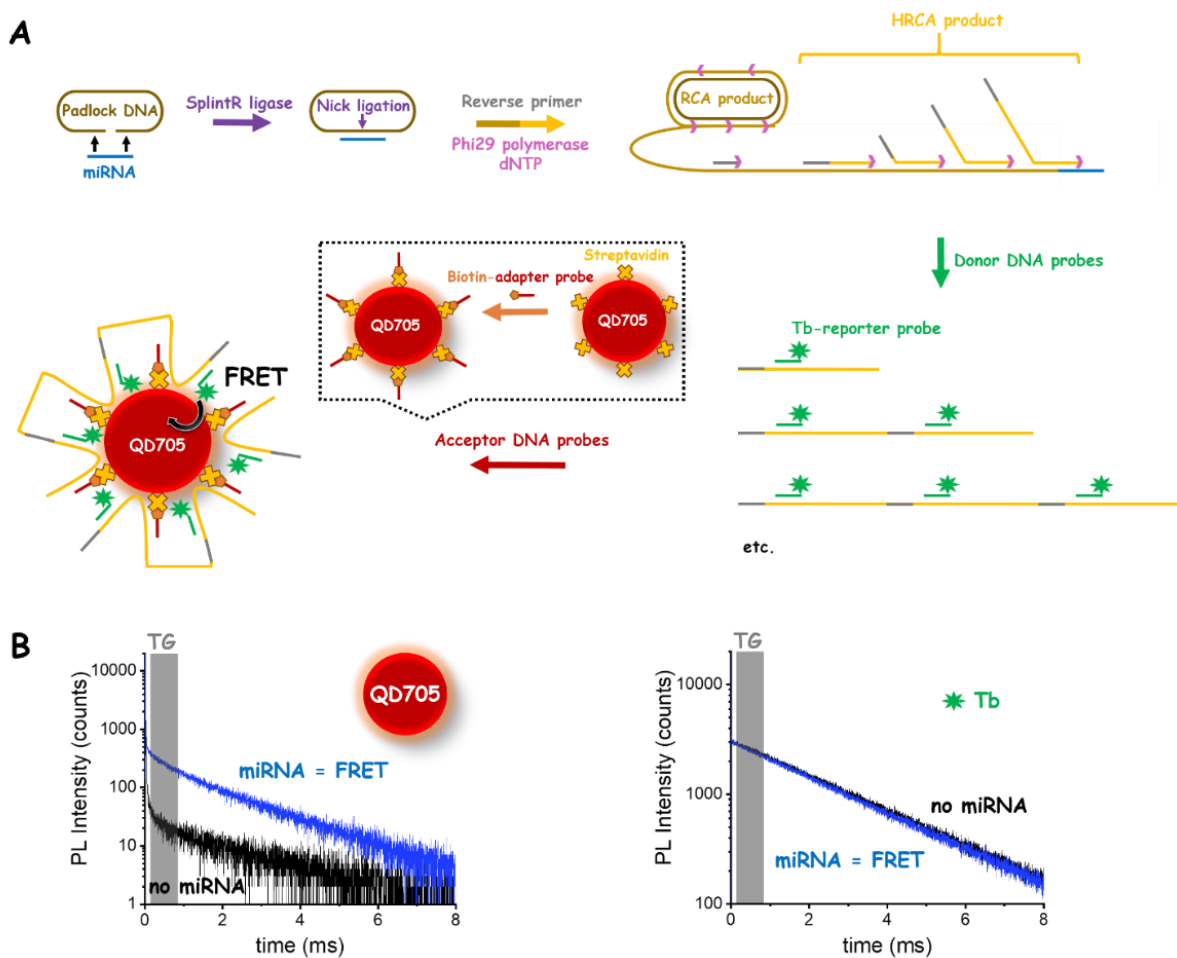 A
HRCA product
Padlock DNA
SplintR ligase
Nick ligation
Reverse primer
RCA product
Phi29 polymerase
dNTP
miRNA
Streptavidin
Donor DNA probes
Biotin-adapter probe
QD705
QD705
Tb-reporter probe
FRET
QD705
Acceptor DNA probes
etc.
B
TG
10000
1000
100
10
1
PL Intensity (counts)
QD705
miRNA = FRET
no miRNA
0
2
4
6
8
time (ms)
TG
10000
1000
100
PL Intensity (counts)
Tb
no miRNA
miRNA = FRET
0
2
4
6
8
time (ms)